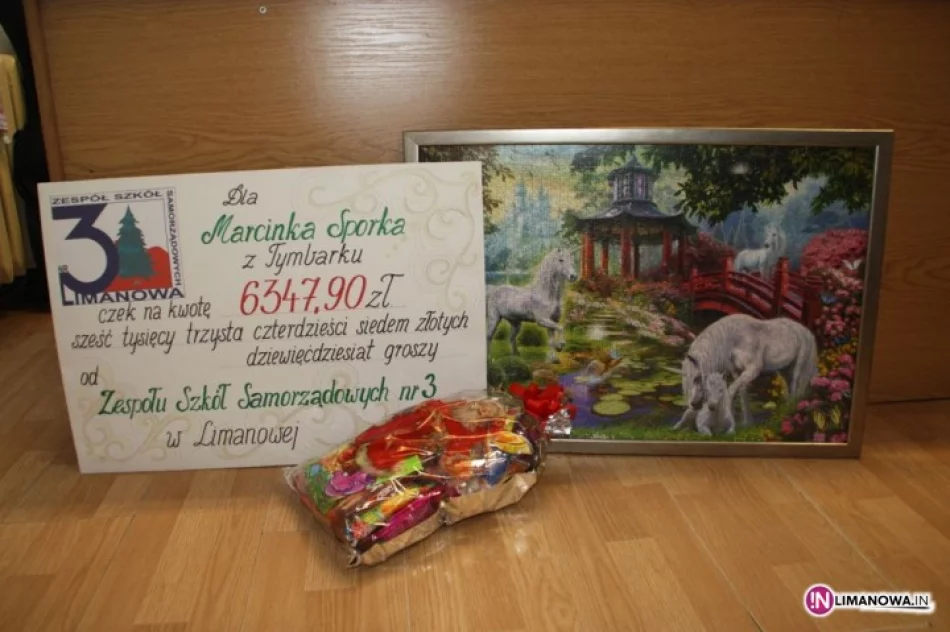 ZESPÓŁ SZKÓŁ
SAMORZĄDOWYCH
3
LIMANOWA
Dla
Marcinka Sporka
z Tymbarku
czek na kwotę 6347,90 zł
sześć tysięcy trzysta czterdzieści siedem złotych
dziewięćdziesiąt groszy
od
Zespołu Szkół Samorządowych nr 3
w Limanowej
!N LIMANOWA.IN